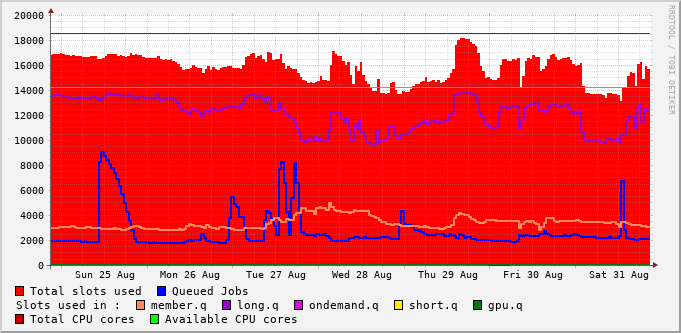 20000
18000
16000
14000
12000
10000
8000
6000
4000
2000
0
Sun 25 Aug Mon 26 Aug Tue 27 Aug Wed 28 Aug Thu 29 Aug Fri 30 Aug Sat 31 Aug
Total slots used Queued Jobs
Slots used in : member.q long.q ondemand.q short.q gpu.q
Total CPU cores Available CPU cores
RRDTOOL / TOBI OETIKER